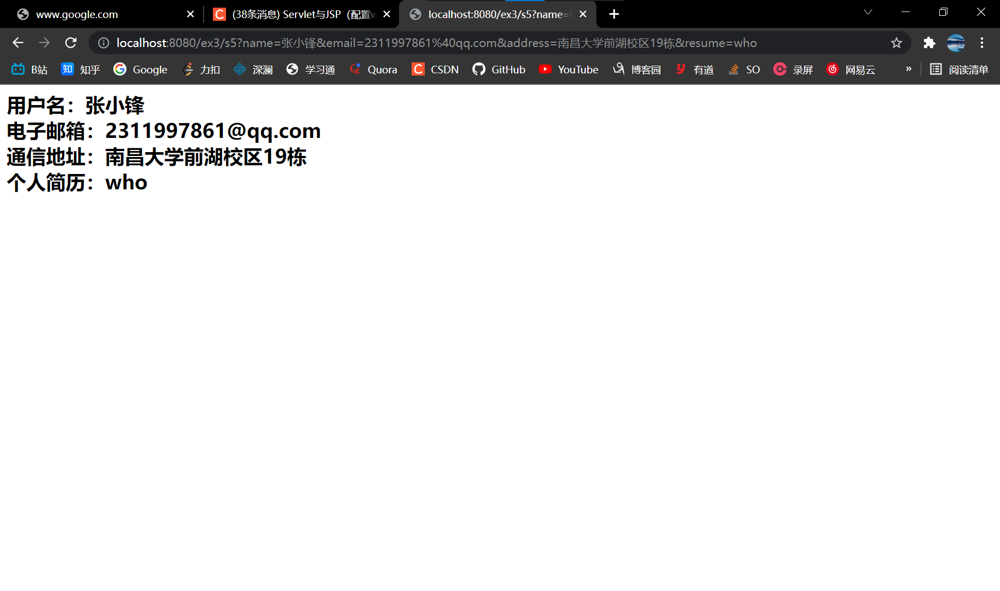 www.google.com
(38条消息) Servlet与JSP（配置w
localhost:8080/ex3/s5?name=
localhost:8080/ex3/s5?name=张小锋&email=2311997861%40qq.com&address=南昌大学前湖校区19栋&resume=who
B站 知乎 Google 力扣 深澜 学习通 Quora CSDN GitHub YouTube 博客园 有道 SO 录屏 网易云 » 阅读清单
用户名：张小锋
电子邮箱：2311997861@qq.com
通信地址：南昌大学前湖校区19栋
个人简历：who